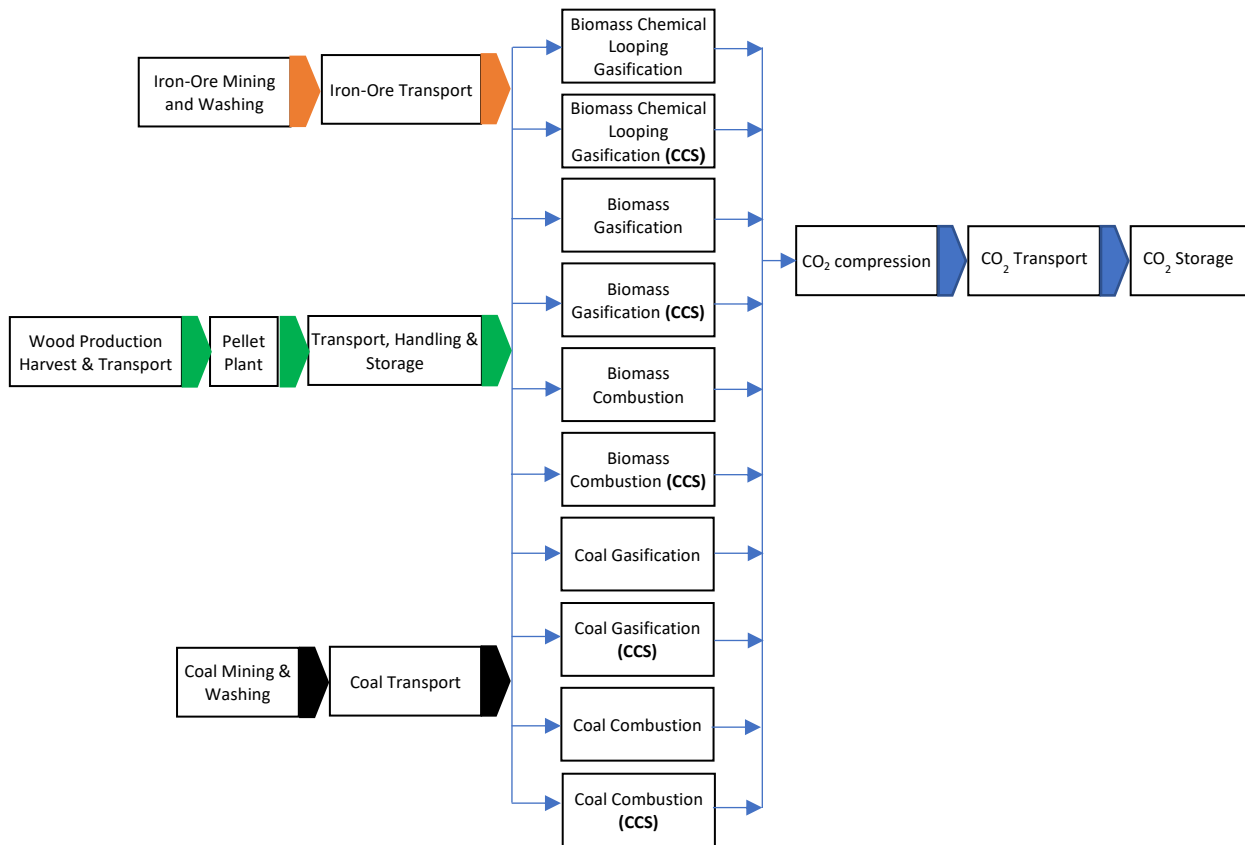 Iron-Ore Mining
and Washing
Iron-Ore Transport
Wood Production
Harvest & Transport
Pellet
Plant
Transport, Handling &
Storage
Coal Mining &
Washing
Coal Transport
Biomass Chemical
Looping
Gasification
Biomass Chemical
Looping
Gasification (CCS)
Biomass
Gasification
Biomass
Gasification (CCS)
Biomass
Combustion
Biomass
Combustion (CCS)
Coal Gasification
Coal Gasification
(CCS)
Coal Combustion
Coal Combustion
(CCS)
CO₂ compression
CO₂ Transport
CO₂ Storage